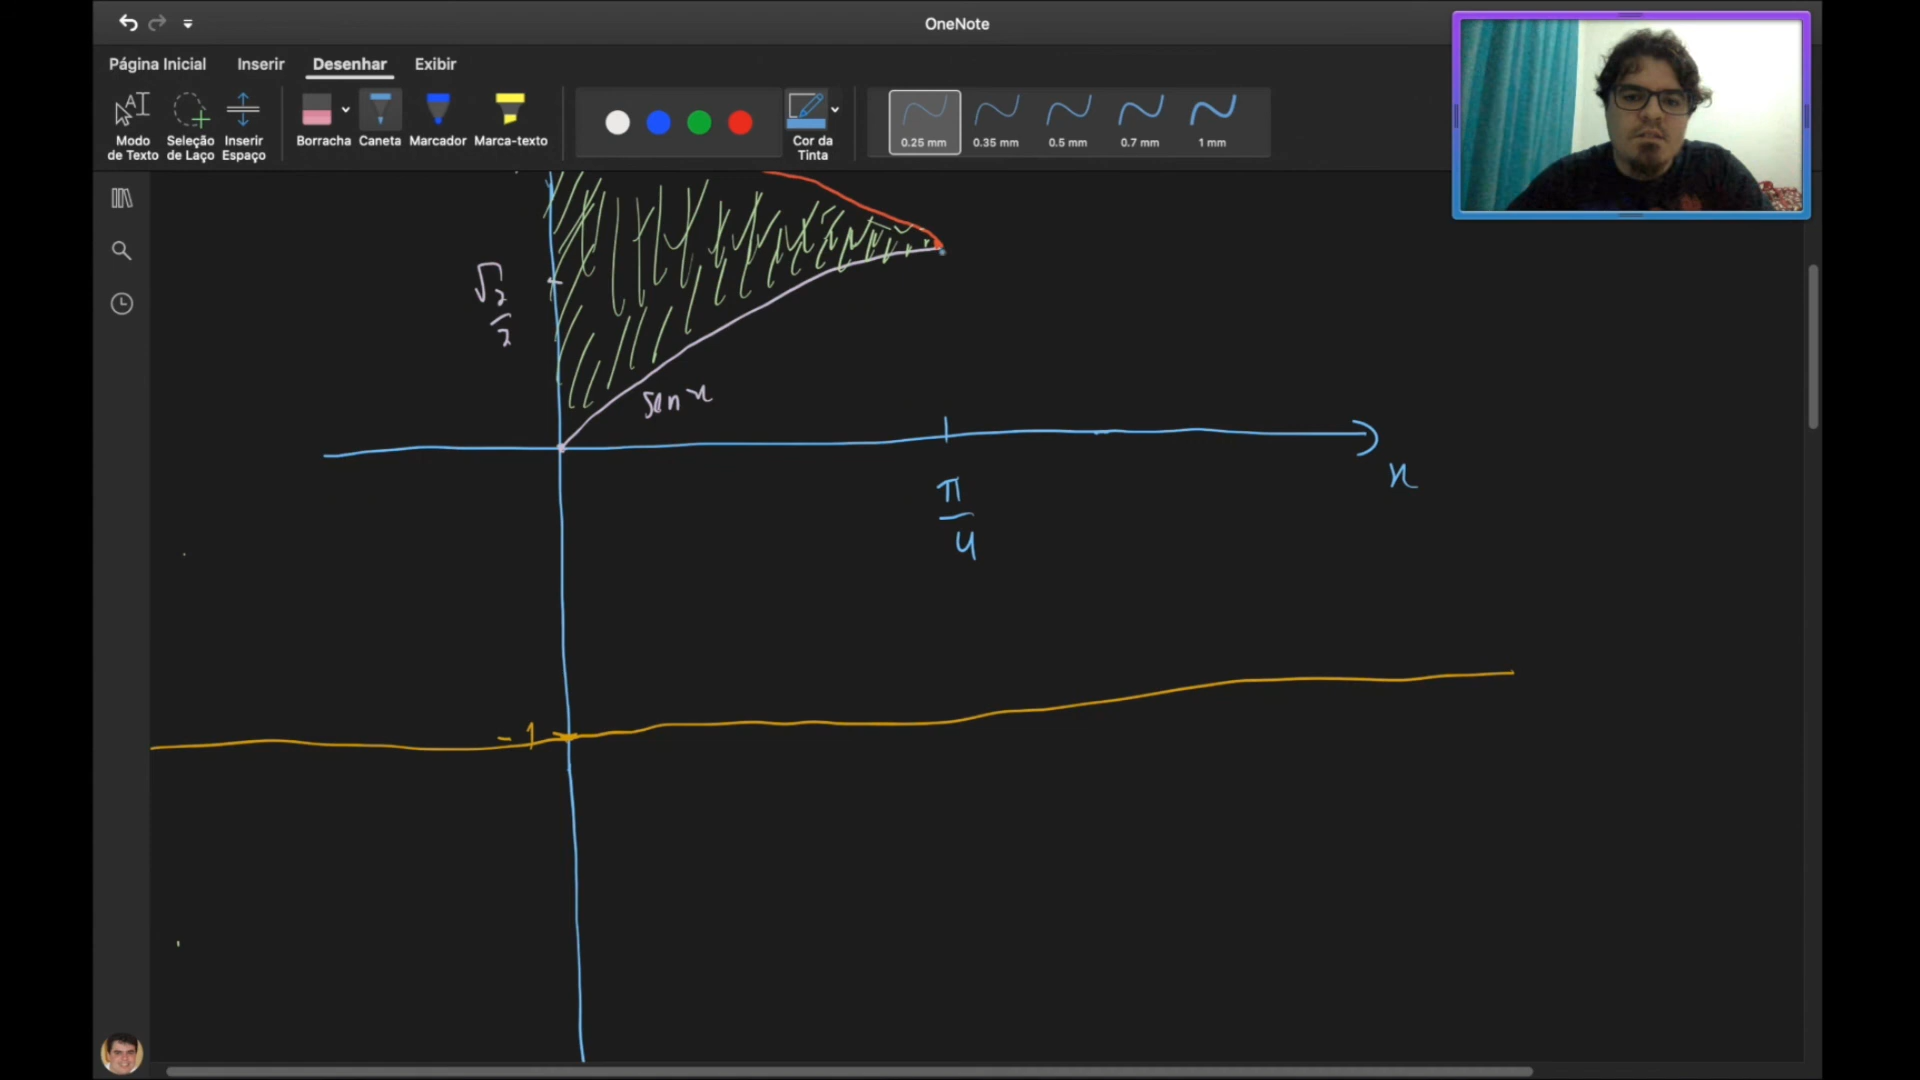 OneNote
Página Inicial Inserir Desenhar Exibir
Modo de Texto
Seleção de Laço
Inserir Espaço
Borracha
Caneta
Marcador
Marca-texto
Cor da Tinta
0.25 mm
0.35 mm
0.5 mm
0.7 mm
1 mm
√2
2
sen x
π
4
x
-1